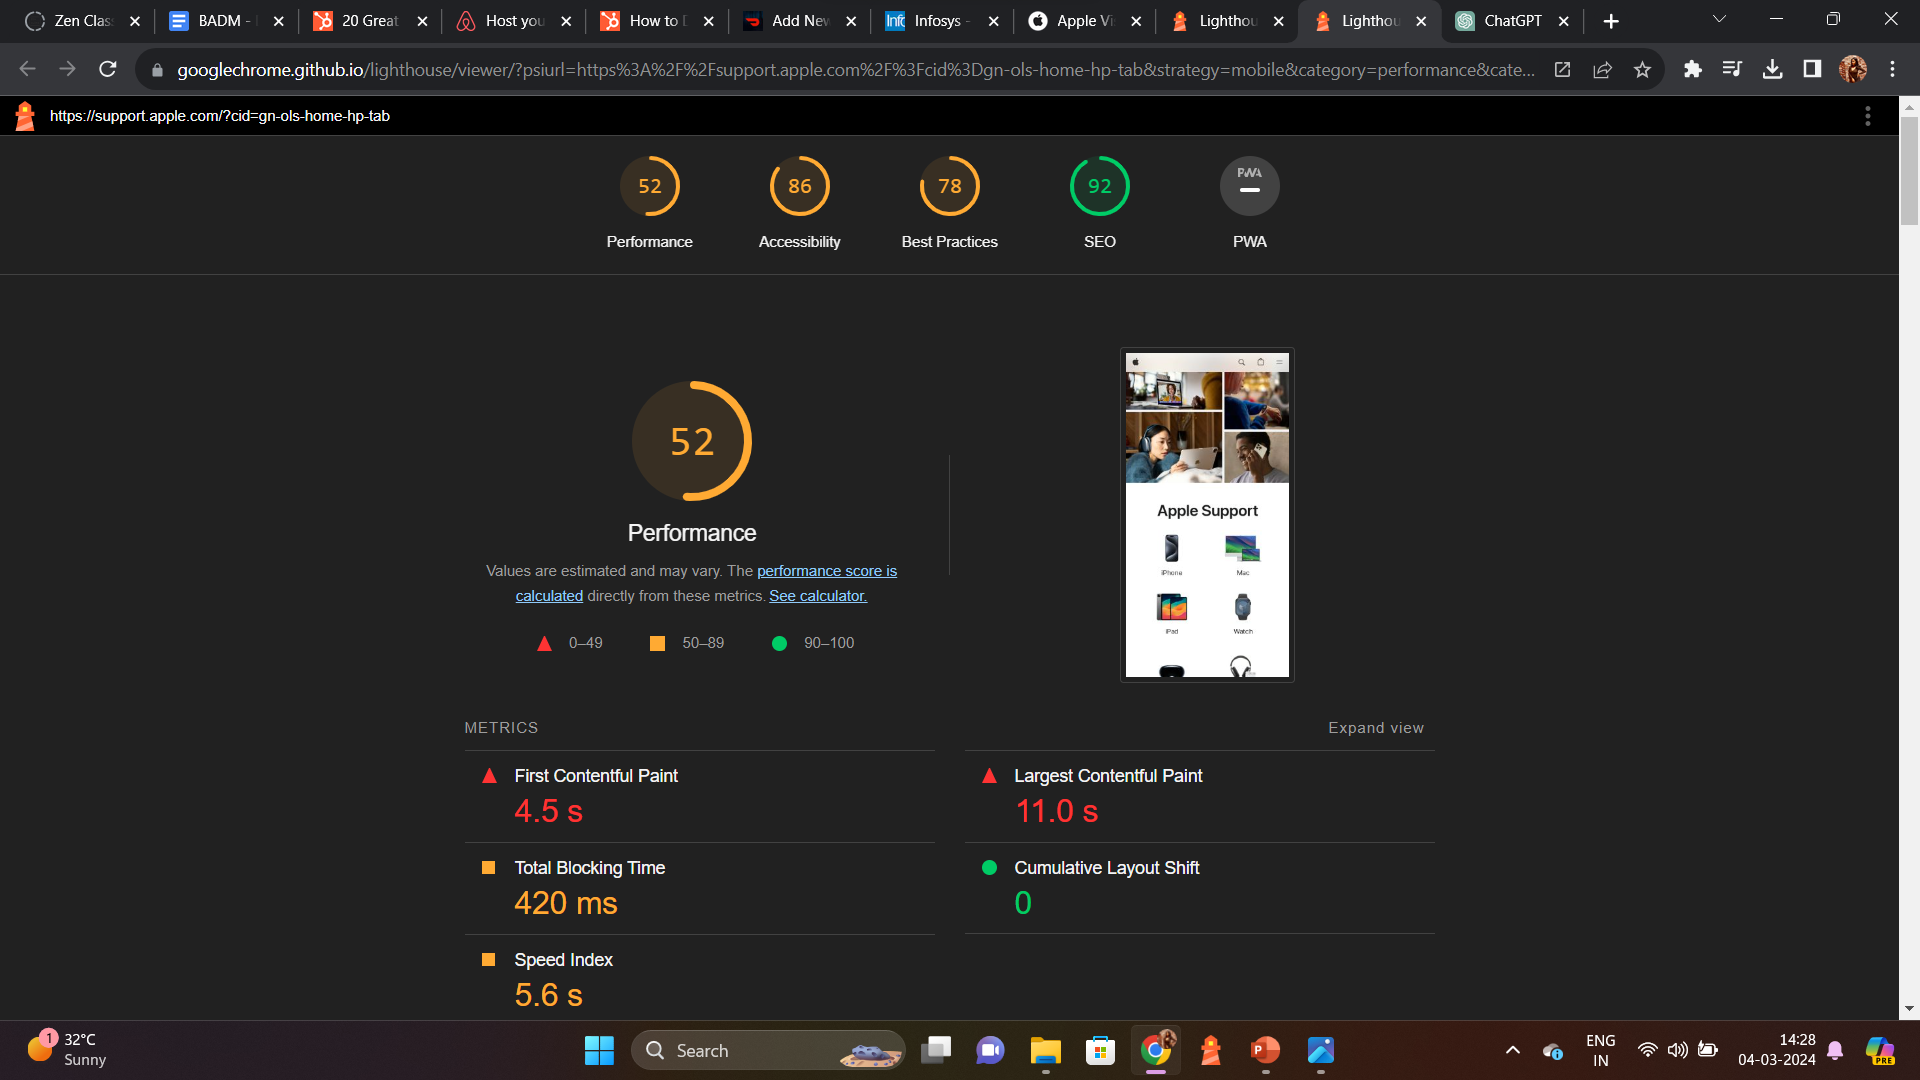 Zen Clas
BADM -
20 Great
Host you
How to D
Add New
Infosys -
Apple Vi
Lighthou
Lighthou
ChatGPT
googlechrome.github.io/lighthouse/viewer/?psiurl=https%3A%2F%2Fsupport.apple.com%2F%3Fcid%3Dgn-ols-home-hp-tab&strategy=mobile&category=performance&cate...
https://support.apple.com/?cid=gn-ols-home-hp-tab
52
86
78
92
PWA
Performance
Accessibility
Best Practices
SEO
PWA
52
Performance
Values are estimated and may vary. The performance score is
calculated directly from these metrics. See calculator.
0–49
50–89
90–100
Apple Support
iPhone
Mac
iPad
Watch
METRICS
Expand view
First Contentful Paint
4.5 s
Largest Contentful Paint
11.0 s
Total Blocking Time
420 ms
Cumulative Layout Shift
0
Speed Index
5.6 s
1
32°C
Sunny
Search
ENG
IN
14:28
04-03-2024
PRE